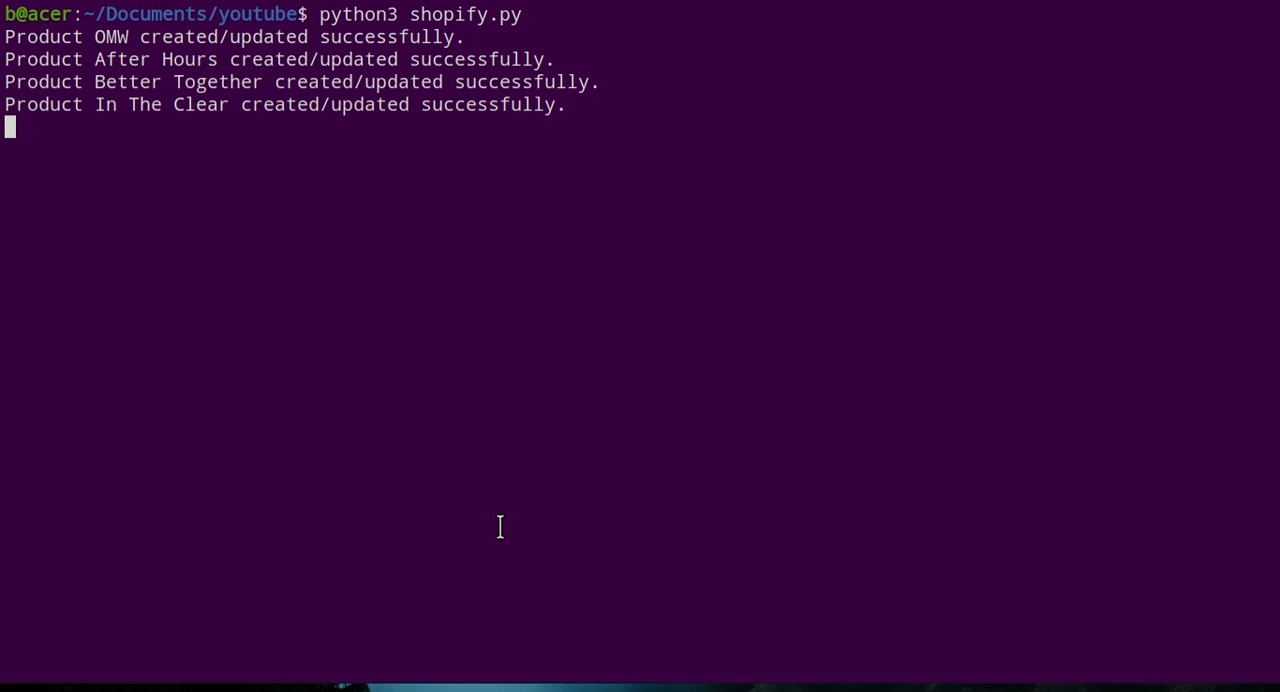 b@acer:~/Documents/youtube$ python3 shopify.py
Product OMW created/updated successfully.
Product After Hours created/updated successfully.
Product Better Together created/updated successfully.
Product In The Clear created/updated successfully.